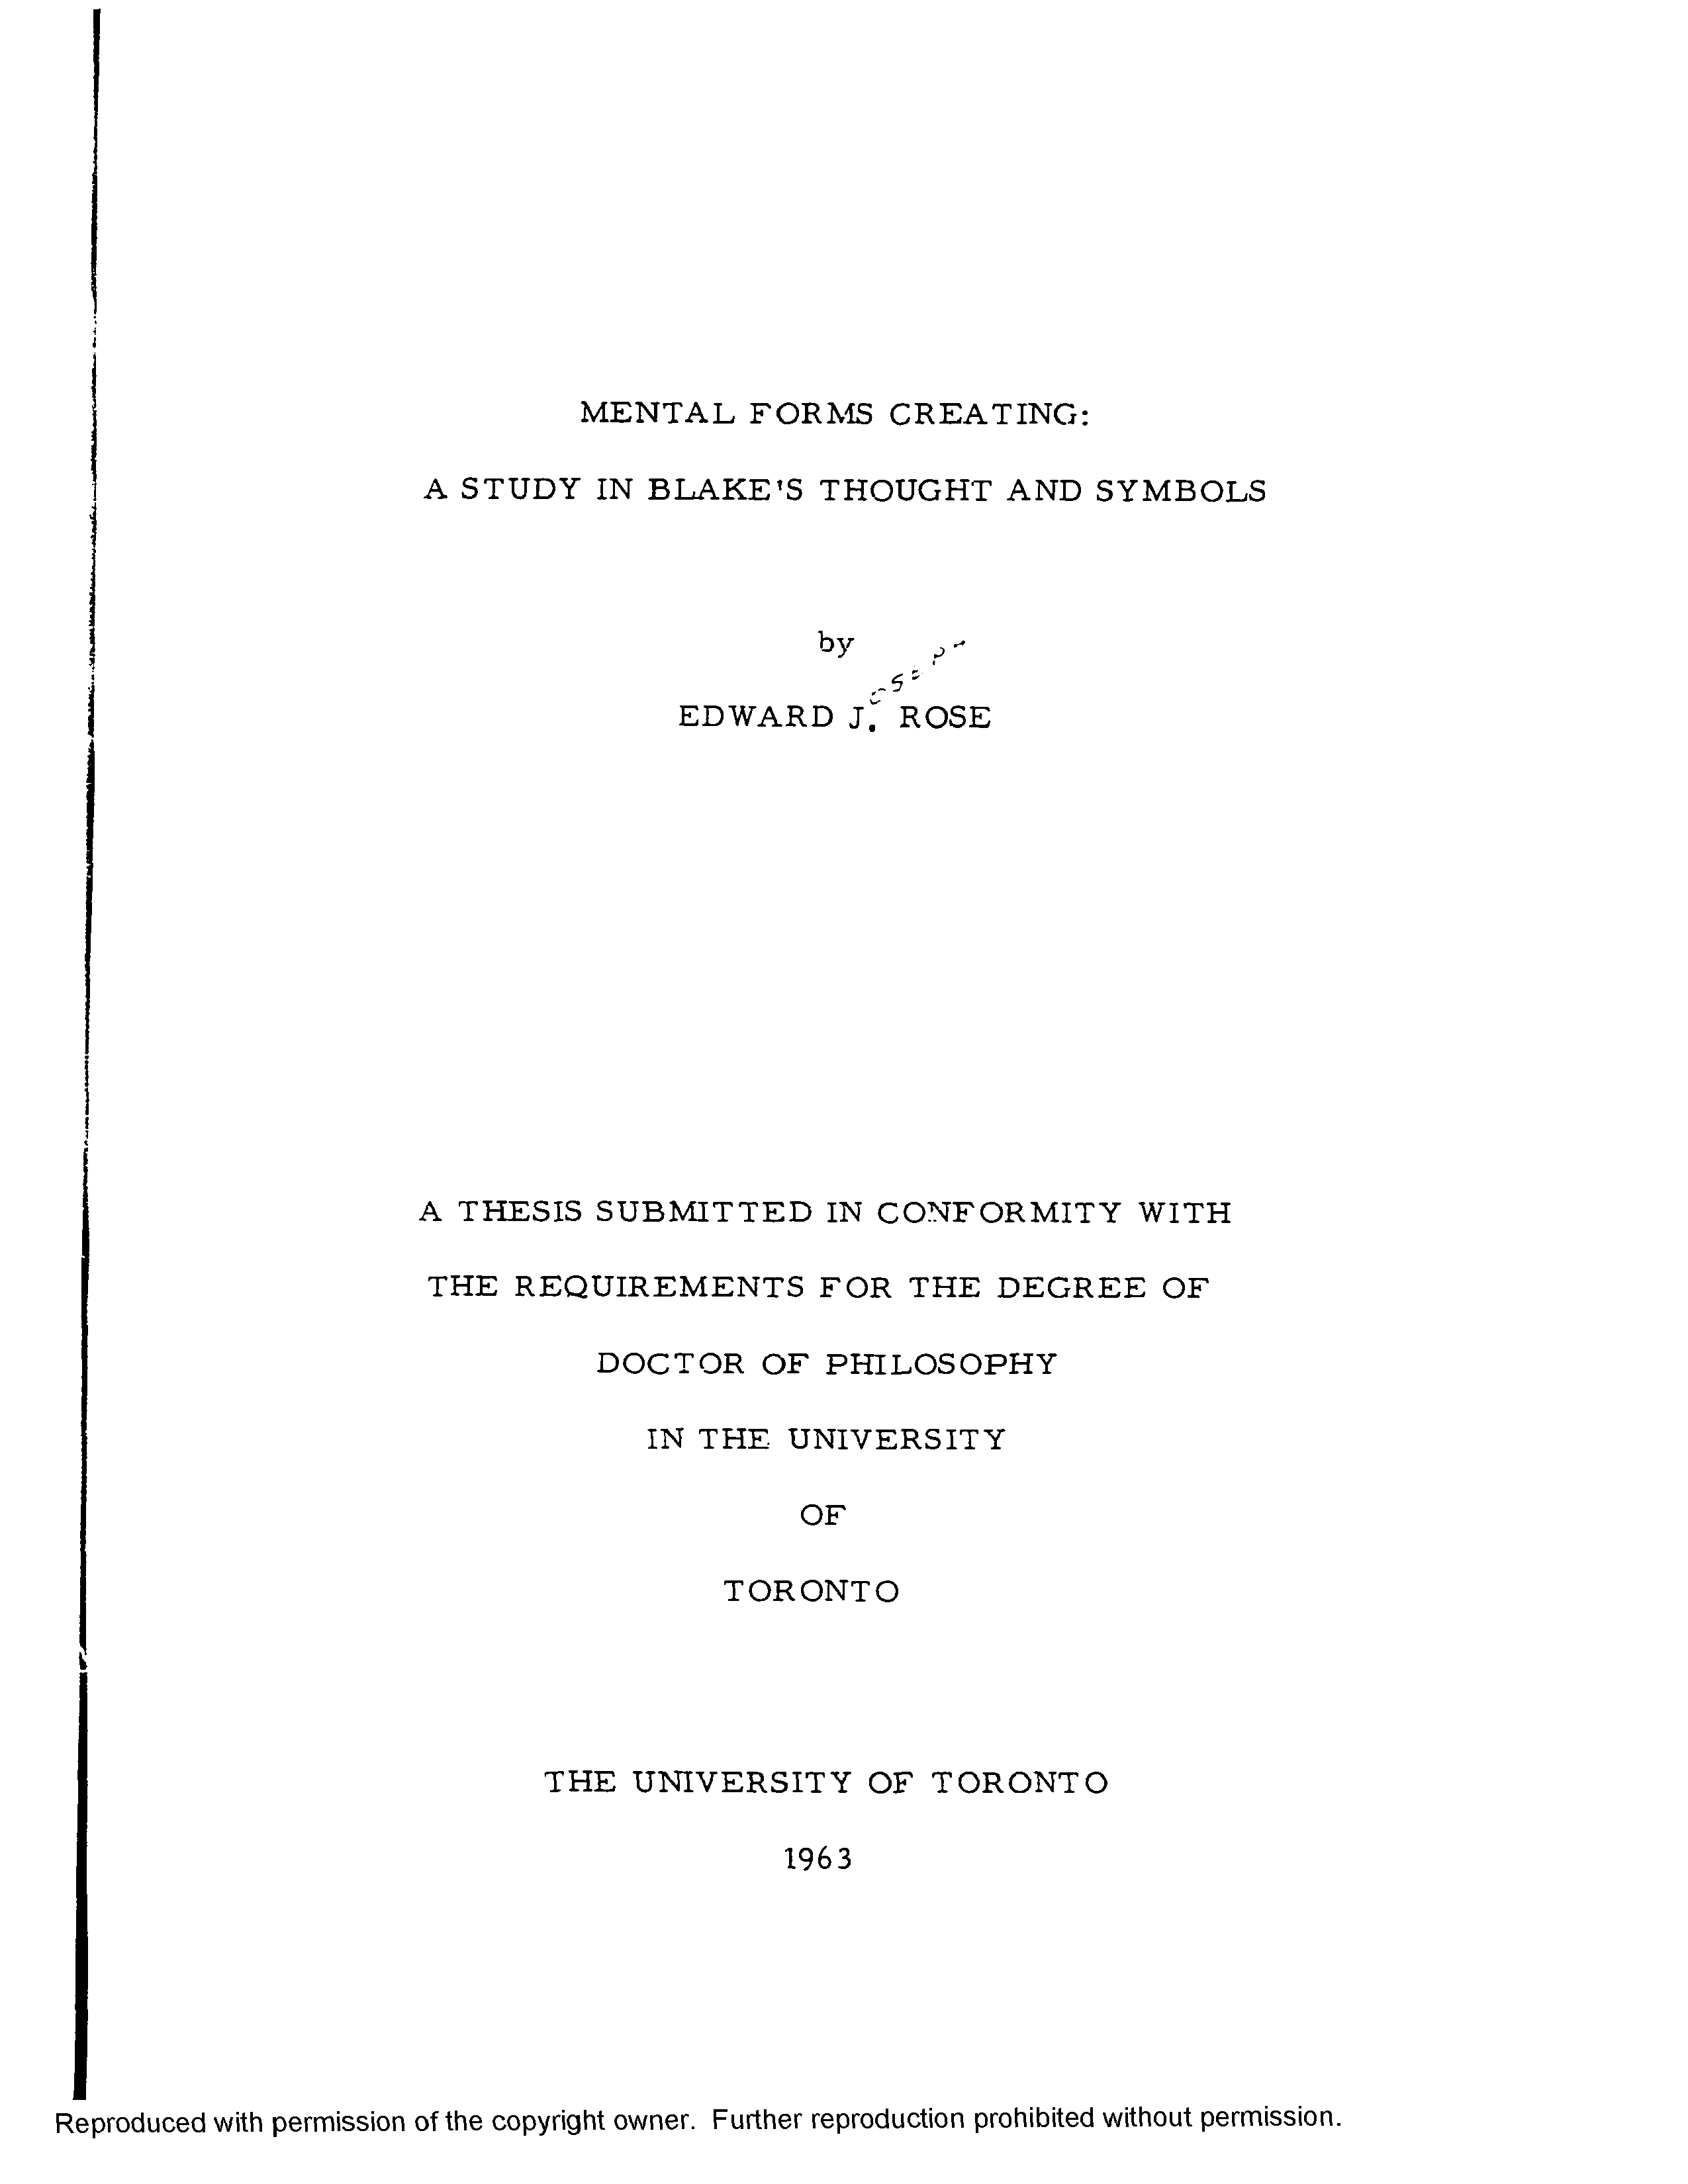 MENTAL FORMS CREATING:
A STUDY IN BLAKE'S THOUGHT AND SYMBOLS
by
oseph
EDWARD J. ROSE
A THESIS SUBMITTED IN CONFORMITY WITH
THE REQUIREMENTS FOR THE DEGREE OF
DOCTOR OF PHILOSOPHY
IN THE UNIVERSITY
OF
TORONTO
THE UNIVERSITY OF TORONTO
1963
Reproduced with permission of the copyright owner. Further reproduction prohibited without permission.